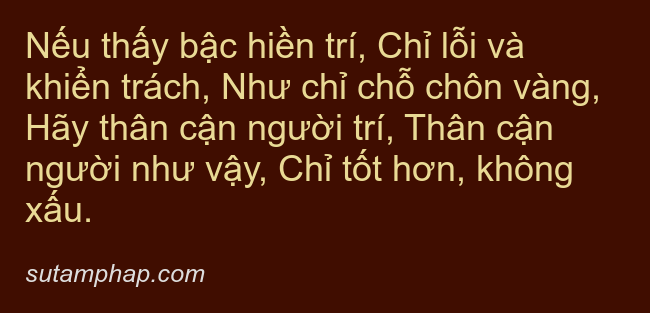 Nếu thấy bậc hiền trí, Chỉ lỗi và
khiển trách, Như chỉ chỗ chôn vàng,
Hãy thân cận người trí, Thân cận
người như vậy, Chỉ tốt hơn, không
xấu.
sutamphap.com